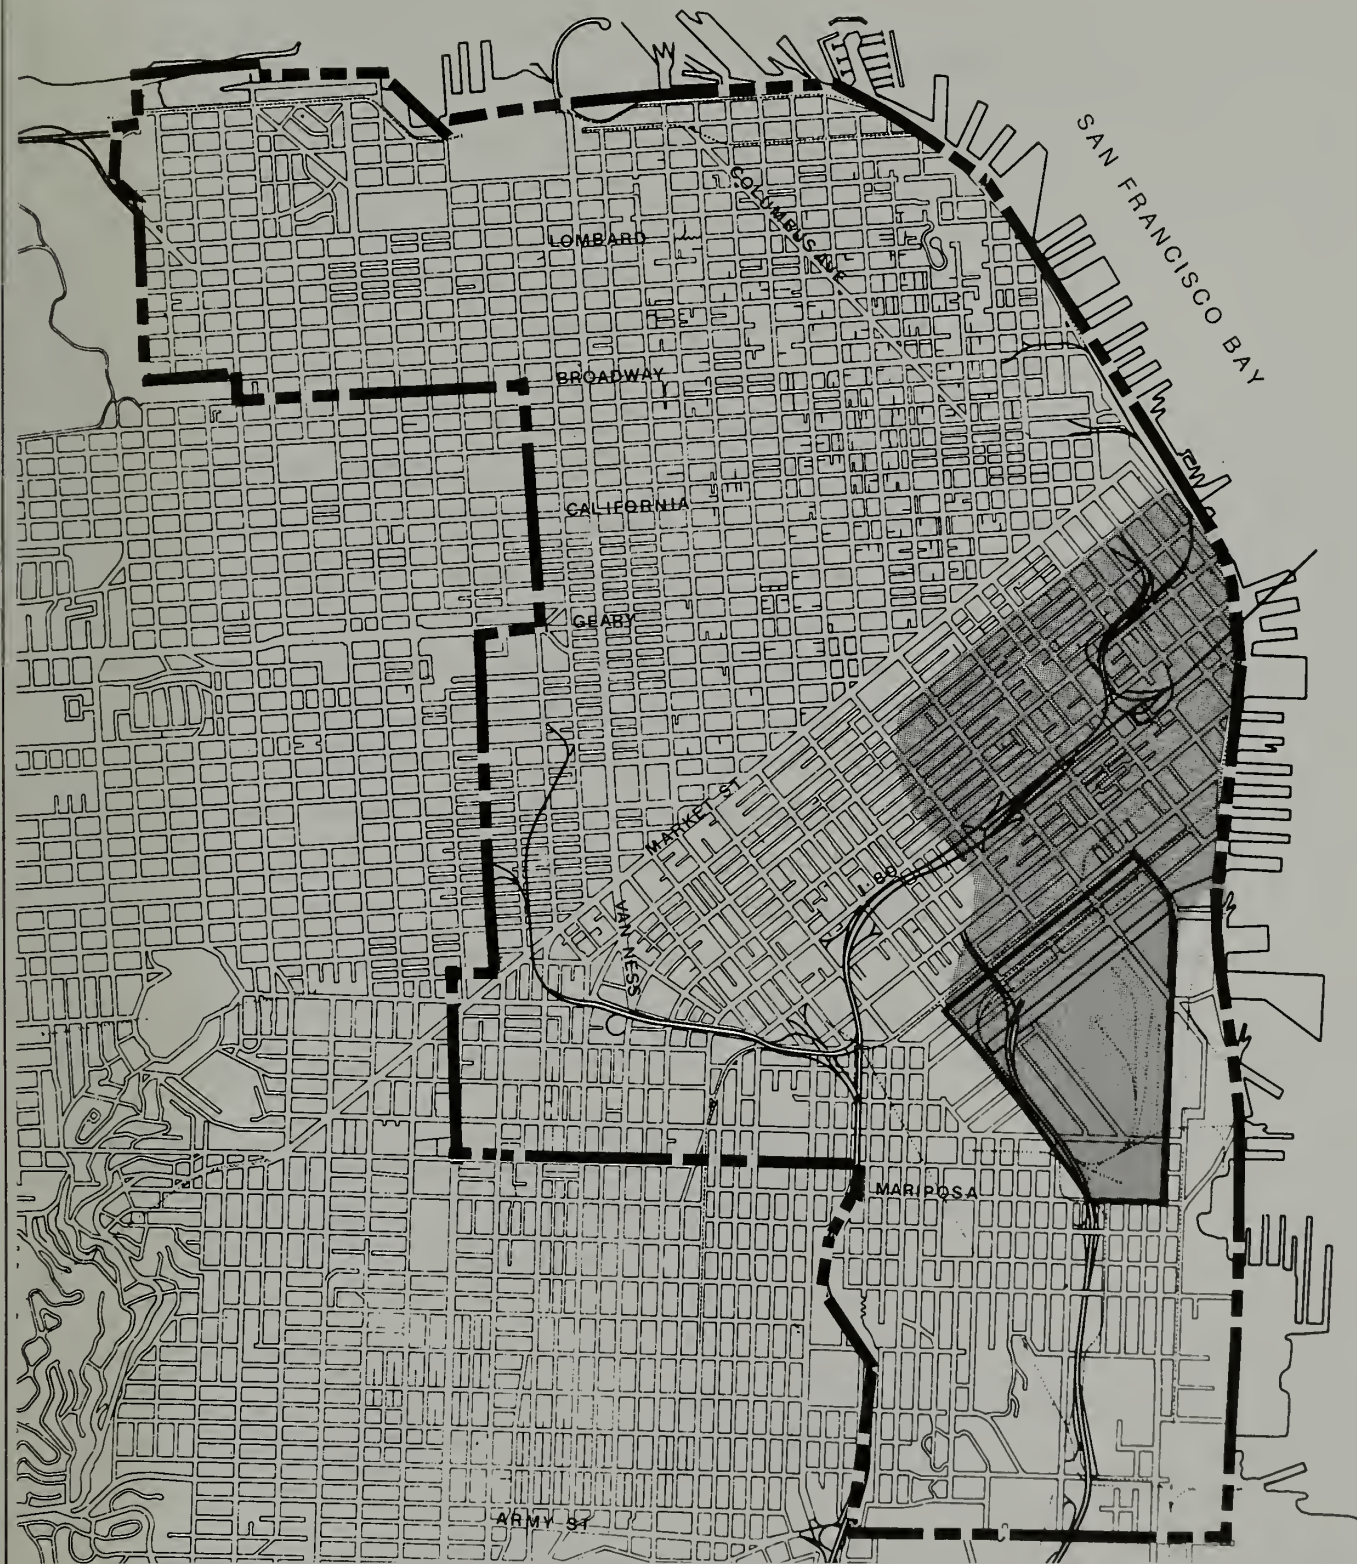 SAN FRANCISCO BAY
COLUMBUS AVE
LOMBARD
BROADWAY
CALIFORNIA
GEARY
MARKET ST
I-80
VAN NESS
MARIPOSA
ARMY ST